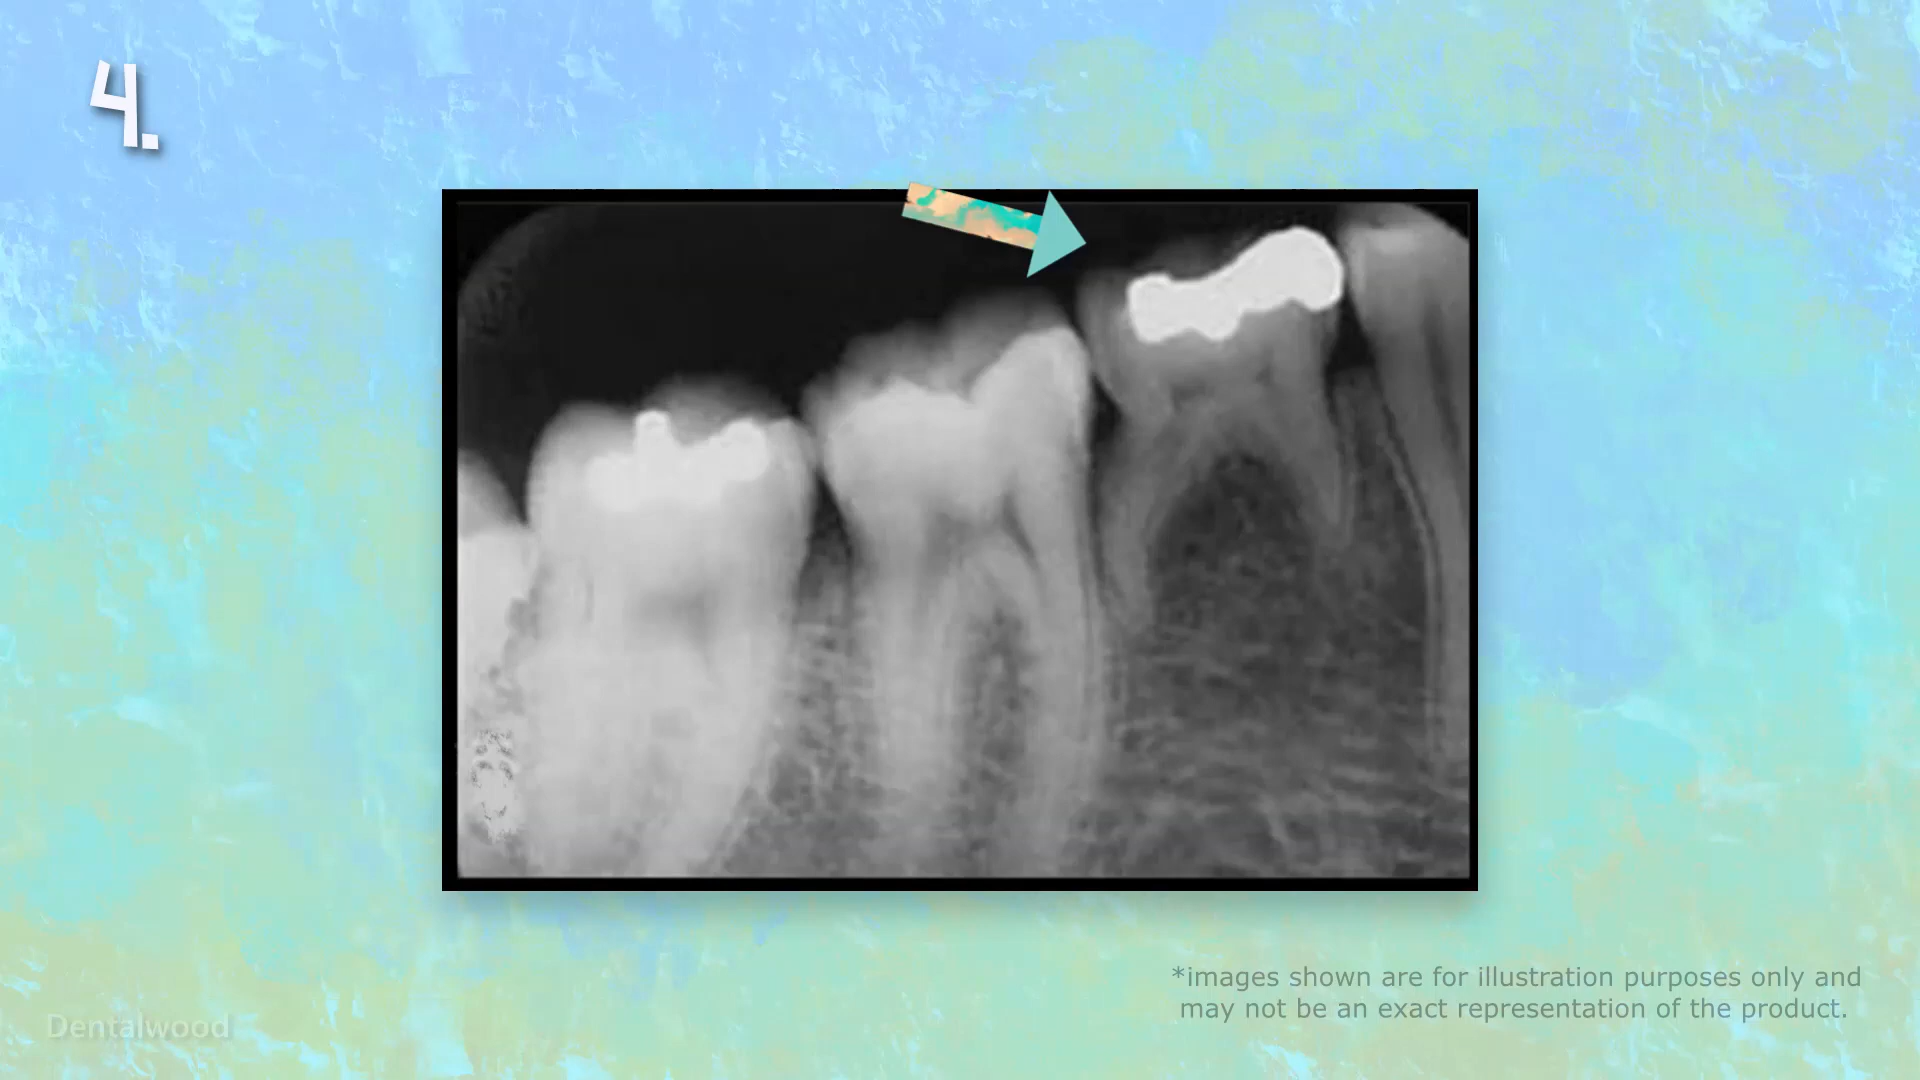 4.
*images shown are for illustration purposes only and
may not be an exact representation of the product.
Dentalwood